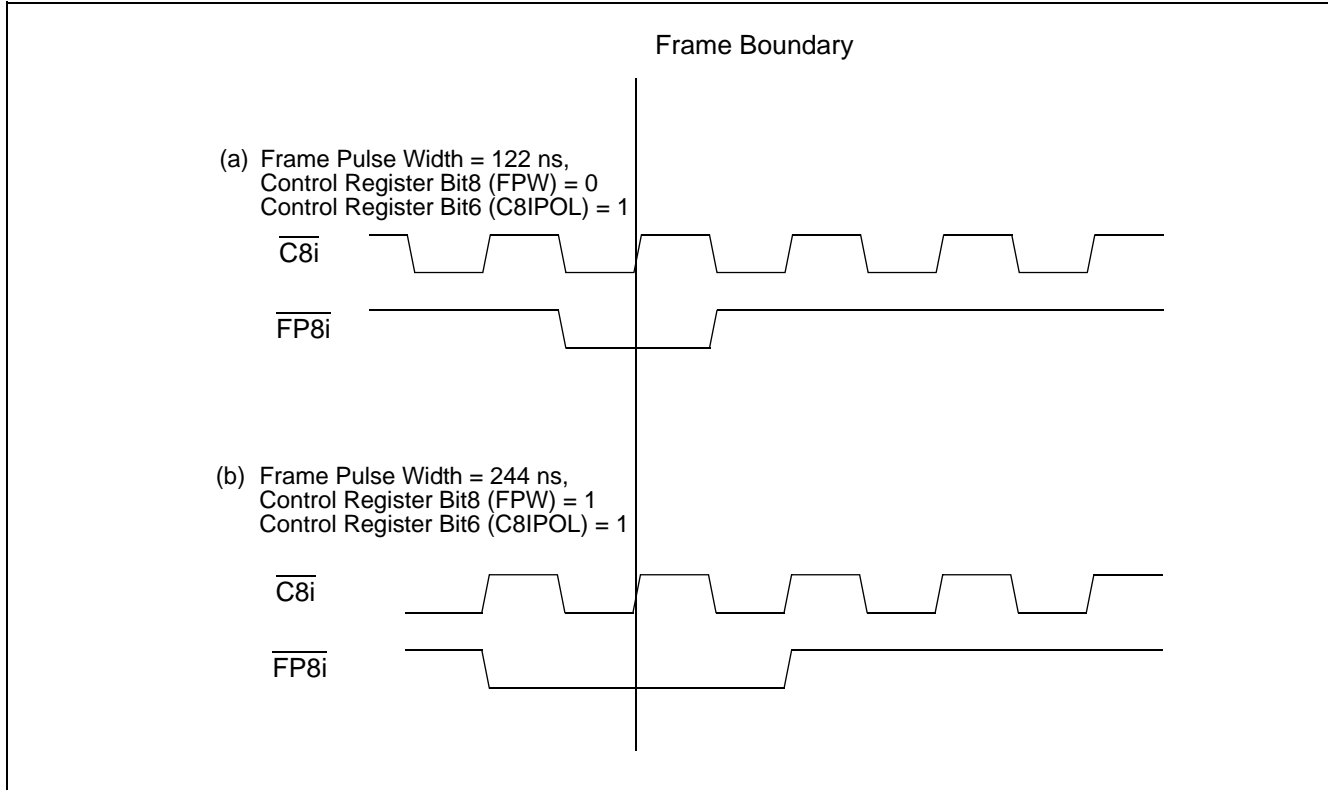 Frame Boundary
(a) Frame Pulse Width = 122 ns,
Control Register Bit8 (FPW) = 0
Control Register Bit6 (C8IPOL) = 1
C8i
FP8i
(b) Frame Pulse Width = 244 ns,
Control Register Bit8 (FPW) = 1
Control Register Bit6 (C8IPOL) = 1
C8i
FP8i